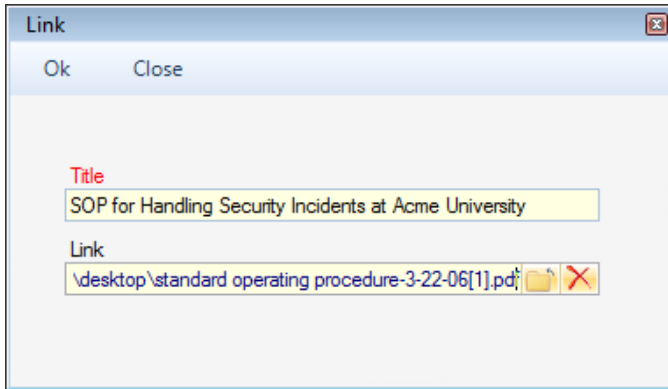 Link
Ok Close
Title
SOP for Handling Security Incidents at Acme University
Link
\desktop\standard operating procedure-3-22-06[1].pd